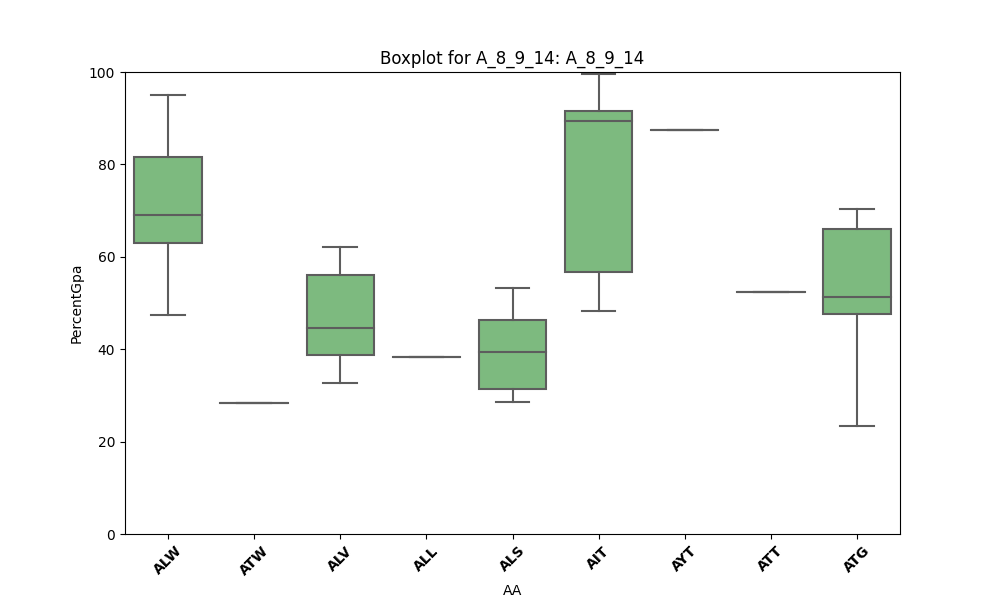 Boxplot for A_8_9_14: A_8_9_14
100
80
60
40
20
0
PercentGpa
ALW ATW ALV ALL ALS AIT AYT ATT ATG
AA